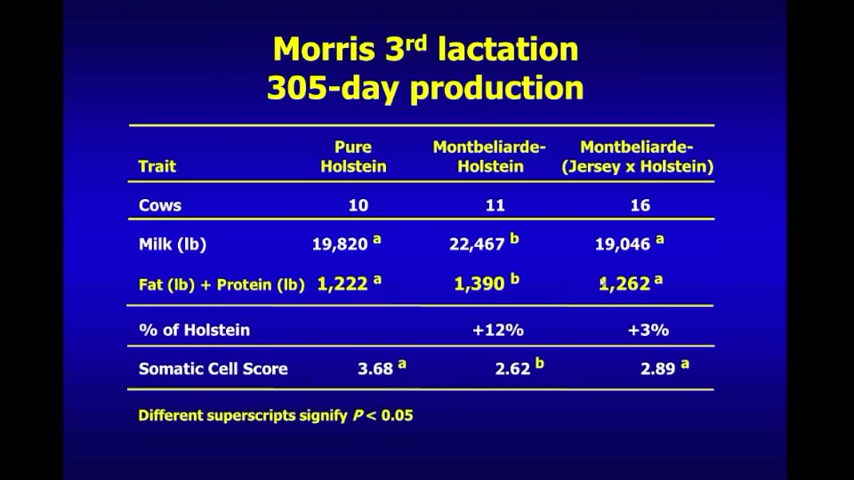 Morris 3rd lactation
305-day production
Trait Pure Holstein Montbeliarde-Holstein Montbeliarde-(Jersey x Holstein)
Cows 10 11 16
Milk (lb) 19,820 a 22,467 b 19,046 a
Fat (lb) + Protein (lb) 1,222 a 1,390 b 1,262 a
% of Holstein +12% +3%
Somatic Cell Score 3.68 a 2.62 b 2.89 a
Different superscripts signify P < 0.05